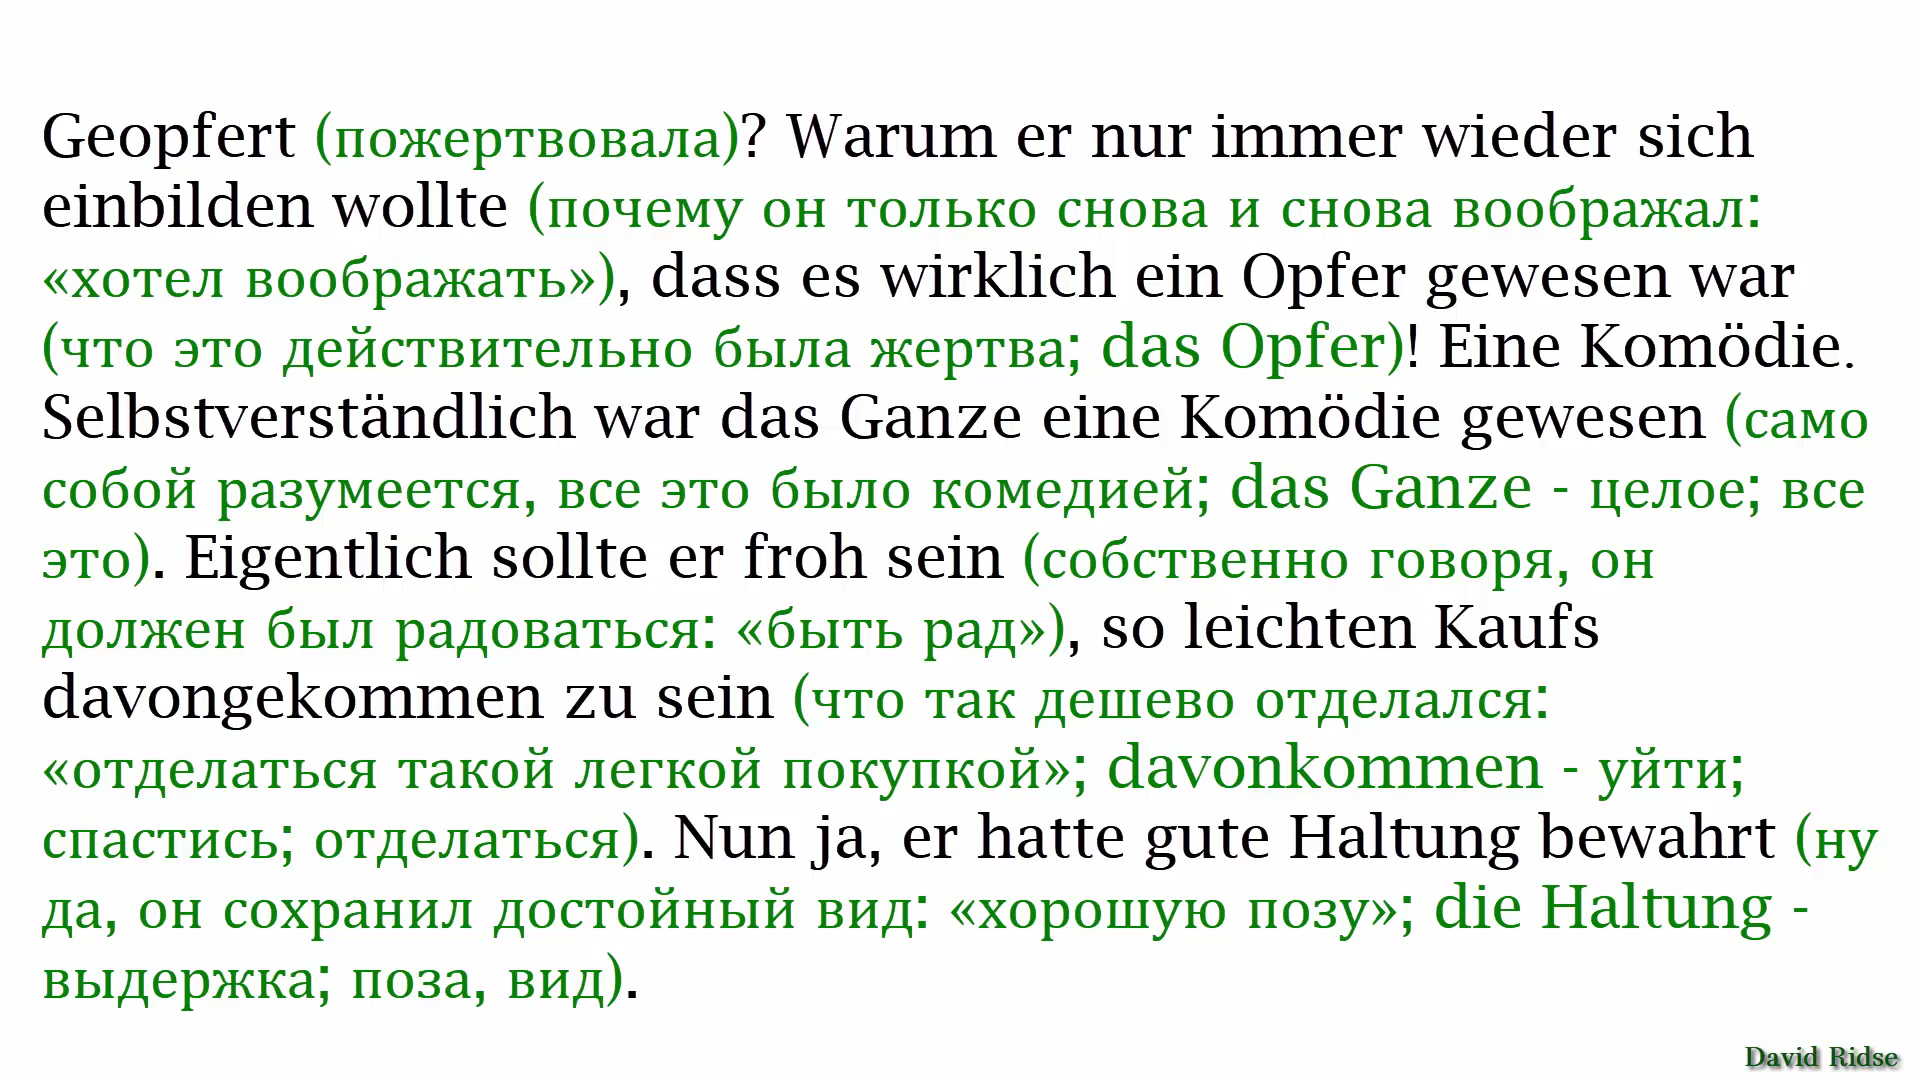 Geopfert (пожертвовала)? Warum er nur immer wieder sich
einbilden wollte (почему он только снова и снова воображал:
«хотел воображать»), dass es wirklich ein Opfer gewesen war
(что это действительно была жертва; das Opfer)! Eine Komödie.
Selbstverständlich war das Ganze eine Komödie gewesen (само
собой разумеется, все это было комедией; das Ganze - целое; все
это). Eigentlich sollte er froh sein (собственно говоря, он
должен был радоваться: «быть рад»), so leichten Kaufs
davongekommen zu sein (что так дешево отделался:
«отделаться такой легкой покупкой»; davonkommen - уйти;
спастись; отделаться). Nun ja, er hatte gute Haltung bewahrt (ну
да, он сохранил достойный вид: «хорошую позу»; die Haltung -
выдержка; поза, вид).
David Ridse